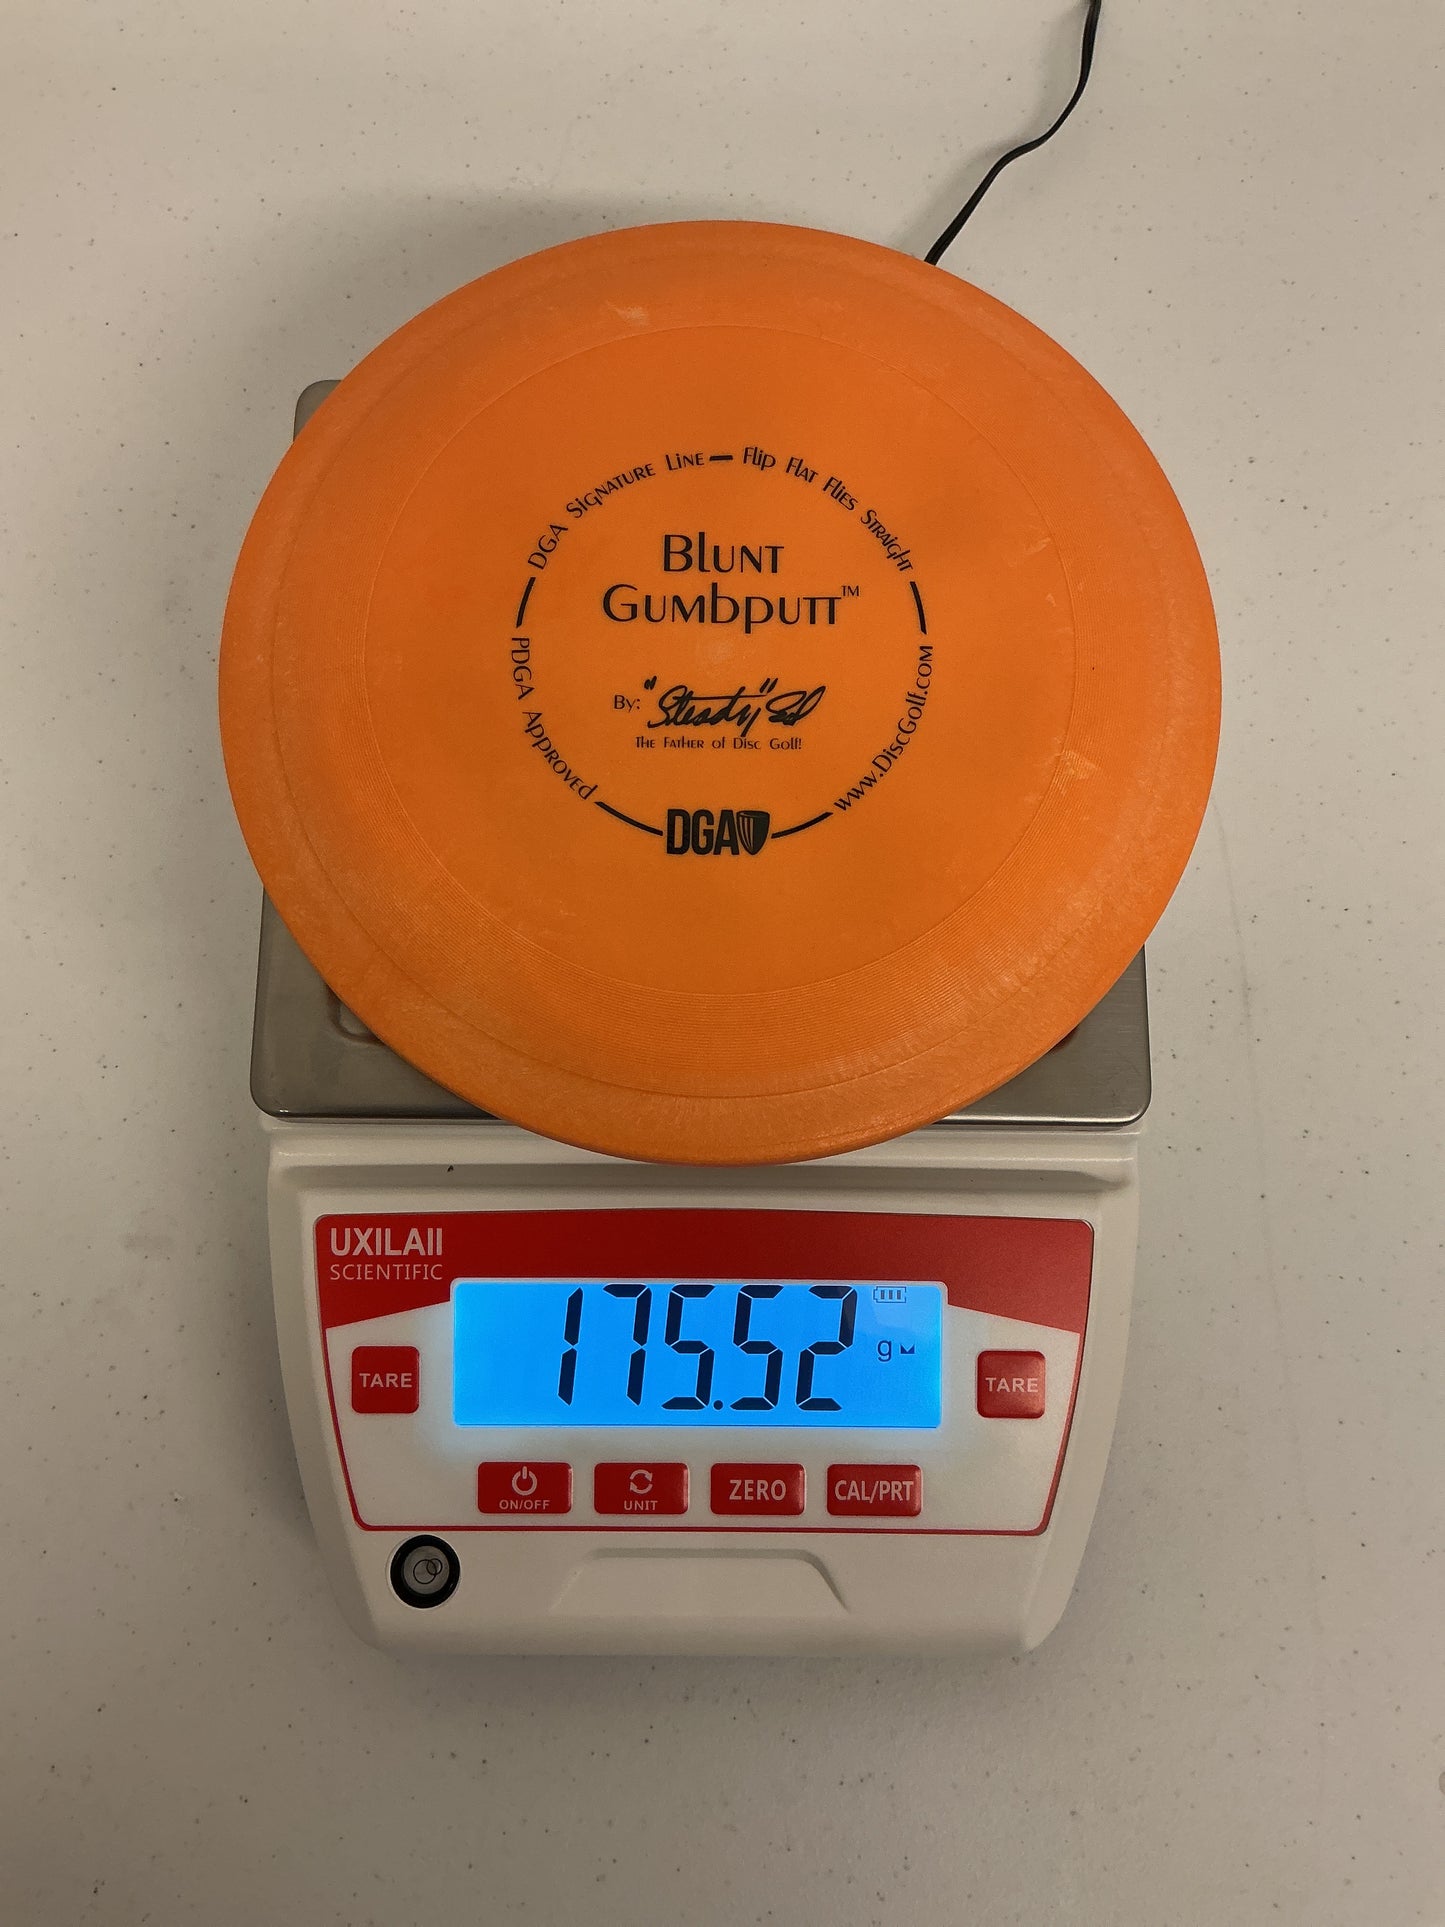 DGA Signature Line — Flip Flat Flies Straight
Blunt
Gumbputt™
By: "Steady" Ed
The Father of Disc Golf!
PDGA Approved
www.DiscGolf.com
DGA
UXILAII
SCIENTIFIC
175.52 g
TARE
TARE
ON/OFF
UNIT
ZERO
CAL/PRT